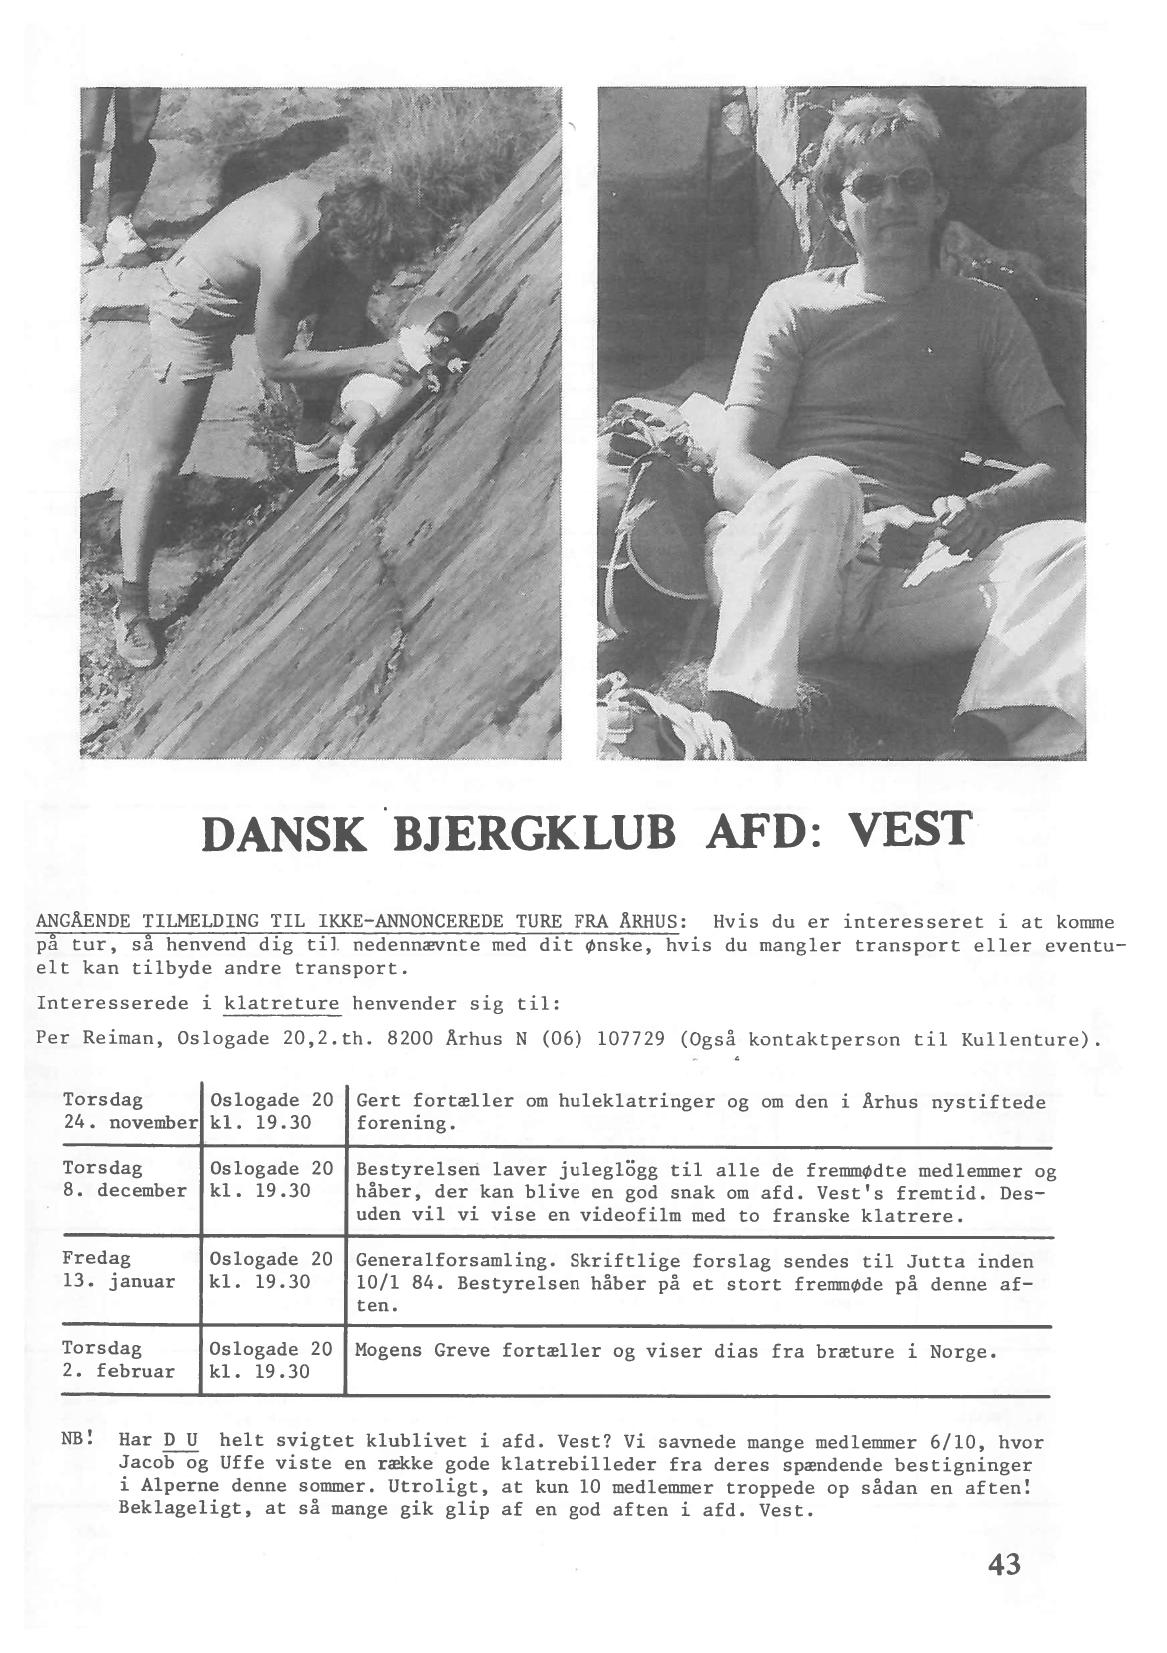 DANSK BJERGKLUB AFD: VEST
ANGÅENDE TILMELDING TIL IKKE-ANNONCEREDE TURE FRA ÅRHUS: Hvis du er interesseret i at komme
på tur, så henvend dig til nedennævnte med dit ønske, hvis du mangler transport eller eventu-
elt kan tilbyde andre transport.
Interesserede i klatreture henvender sig til:
Per Reiman, Oslogade 20,2.th. 8200 Århus N (06) 107729 (Også kontaktperson til Kullenture).
Torsdag Oslogade 20 Gert fortæller om huleklatringer og om den i Århus nystiftede
24. november kl. 19.30 forening.
Torsdag Oslogade 20 Bestyrelsen laver juleglögg til alle de fremmødte medlemmer og
8. december kl. 19.30 håber, der kan blive en god snak om afd. Vest's fremtid. Des-
uden vil vi vise en videofilm med to franske klatrere.
Fredag Oslogade 20 Generalforsamling. Skriftlige forslag sendes til Jutta inden
13. januar kl. 19.30 10/1 84. Bestyrelsen håber på et stort fremmøde på denne af-
ten.
Torsdag Oslogade 20 Mogens Greve fortæller og viser dias fra bræture i Norge.
2. februar kl. 19.30
NB! Har D U helt svigtet klublivet i afd. Vest? Vi savnede mange medlemmer 6/10, hvor
Jacob og Uffe viste en række gode klatrebilleder fra deres spændende bestigninger
i Alperne denne sommer. Utroligt, at kun 10 medlemmer troppede op sådan en aften!
Beklageligt, at så mange gik glip af en god aften i afd. Vest.
43